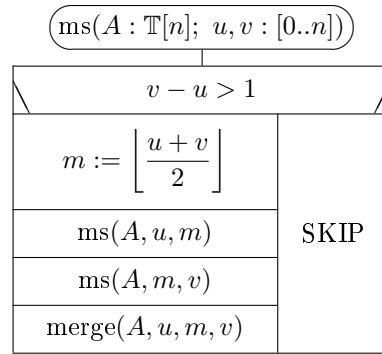 ms(A : 𝕋[n]; u, v : [0..n])
v − u > 1
m := ⌊(u + v)/2⌋
SKIP
ms(A, u, m)
ms(A, m, v)
merge(A, u, m, v)